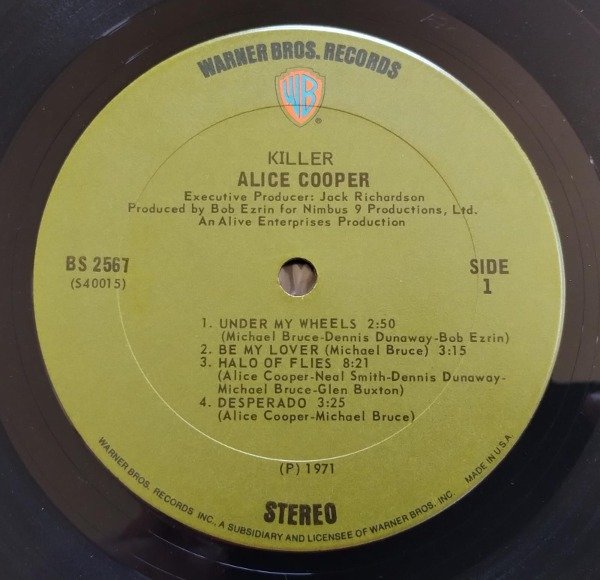 WARNER BROS. RECORDS
WB
®
KILLER
ALICE COOPER
Executive Producer: Jack Richardson
Produced by Bob Ezrin for Nimbus 9 Productions, Ltd.
An Alive Enterprises Production
BS 2567
(S40015)
SIDE
1
1. UNDER MY WHEELS 2:50
(Michael Bruce-Dennis Dunaway-Bob Ezrin)
2. BE MY LOVER (Michael Bruce) 3:15
3. HALO OF FLIES 8:21
(Alice Cooper-Neal Smith-Dennis Dunaway-
Michael Bruce-Glen Buxton)
4. DESPERADO 3:25
(Alice Cooper-Michael Bruce)
(P) 1971
STEREO
WARNER BROS. RECORDS INC., A SUBSIDIARY AND LICENSEE OF WARNER BROS. INC. MADE IN U.S.A.